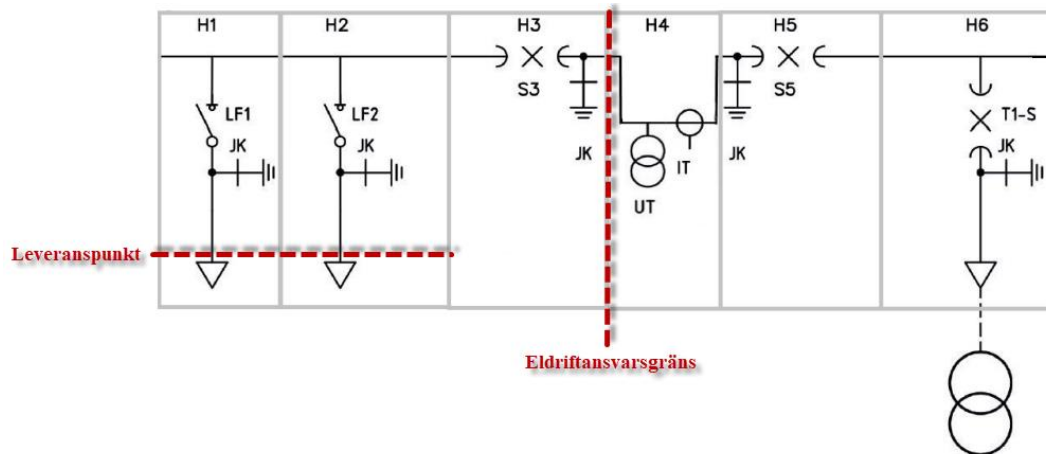 H1
H2
H3
H4
H5
H6
S3
S5
LF1
LF2
T1-S
JK
JK
JK
JK
JK
IT
UT
Leveranspunkt
Eldriftansvarsgräns